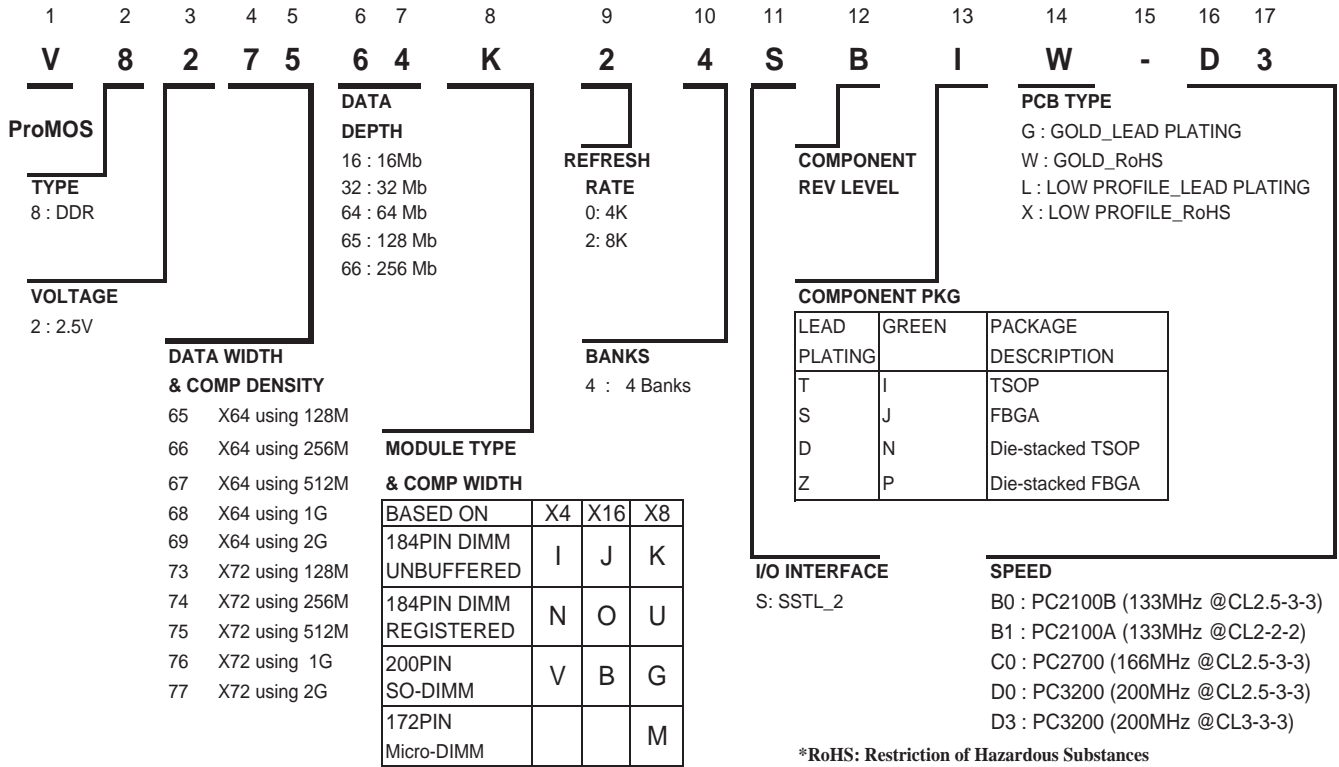 1 2 3 4 5 6 7 8 9 10 11 12 13 14 15 16 17
V 8 2 7 5 6 4 K 2 4 S B I W - D 3
ProMOS
TYPE
8 : DDR
VOLTAGE
2 : 2.5V
DATA WIDTH
& COMP DENSITY
65 X64 using 128M
66 X64 using 256M
67 X64 using 512M
68 X64 using 1G
69 X64 using 2G
73 X72 using 128M
74 X72 using 256M
75 X72 using 512M
76 X72 using 1G
77 X72 using 2G
DATA
DEPTH
16 : 16Mb
32 : 32 Mb
64 : 64 Mb
65 : 128 Mb
66 : 256 Mb
MODULE TYPE
& COMP WIDTH
BASED ON X4 X16 X8
184PIN DIMM
UNBUFFERED I J K
184PIN DIMM
REGISTERED N O U
200PIN
SO-DIMM V B G
172PIN
Micro-DIMM M
REFRESH
RATE
0: 4K
2: 8K
BANKS
4 : 4 Banks
I/O INTERFACE
S: SSTL_2
COMPONENT
REV LEVEL
COMPONENT PKG
LEAD GREEN PACKAGE
PLATING DESCRIPTION
T I TSOP
S J FBGA
D N Die-stacked TSOP
Z P Die-stacked FBGA
PCB TYPE
G : GOLD_LEAD PLATING
W : GOLD_RoHS
L : LOW PROFILE_LEAD PLATING
X : LOW PROFILE_RoHS
SPEED
B0 : PC2100B (133MHz @CL2.5-3-3)
B1 : PC2100A (133MHz @CL2-2-2)
C0 : PC2700 (166MHz @CL2.5-3-3)
D0 : PC3200 (200MHz @CL2.5-3-3)
D3 : PC3200 (200MHz @CL3-3-3)
*RoHS: Restriction of Hazardous Substances